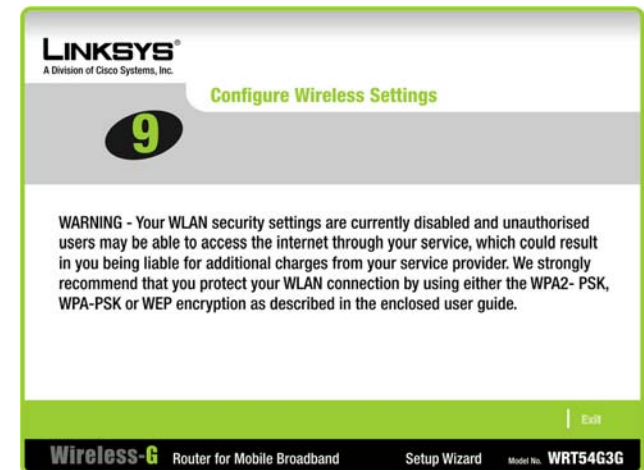 LINKSYS®
A Division of Cisco Systems, Inc.
Configure Wireless Settings
9
WARNING - Your WLAN security settings are currently disabled and unauthorised
users may be able to access the internet through your service, which could result
in you being liable for additional charges from your service provider. We strongly
recommend that you protect your WLAN connection by using either the WPA2- PSK,
WPA-PSK or WEP encryption as described in the enclosed user guide.
Exit
Wireless-G Router for Mobile Broadband Setup Wizard Model No. WRT54G3G